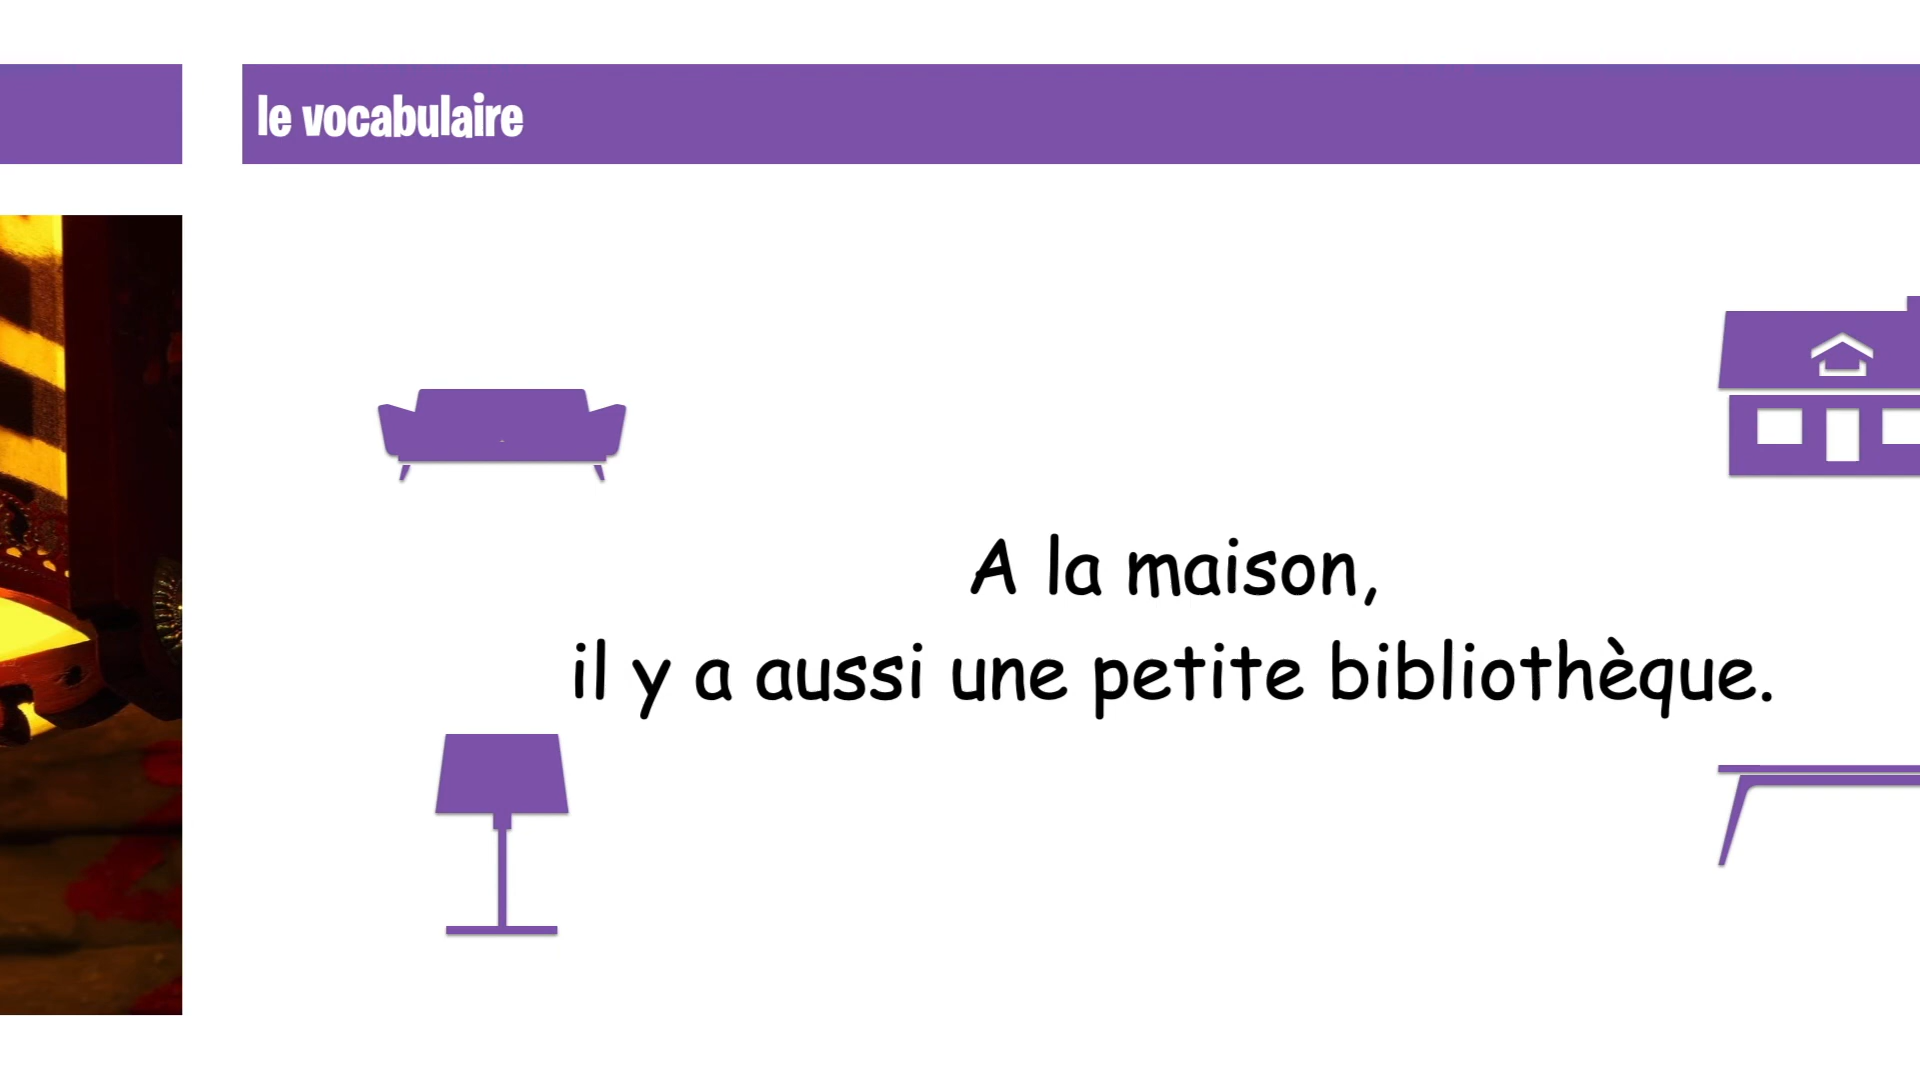 le vocabulaire
A la maison,
il y a aussi une petite bibliothèque.